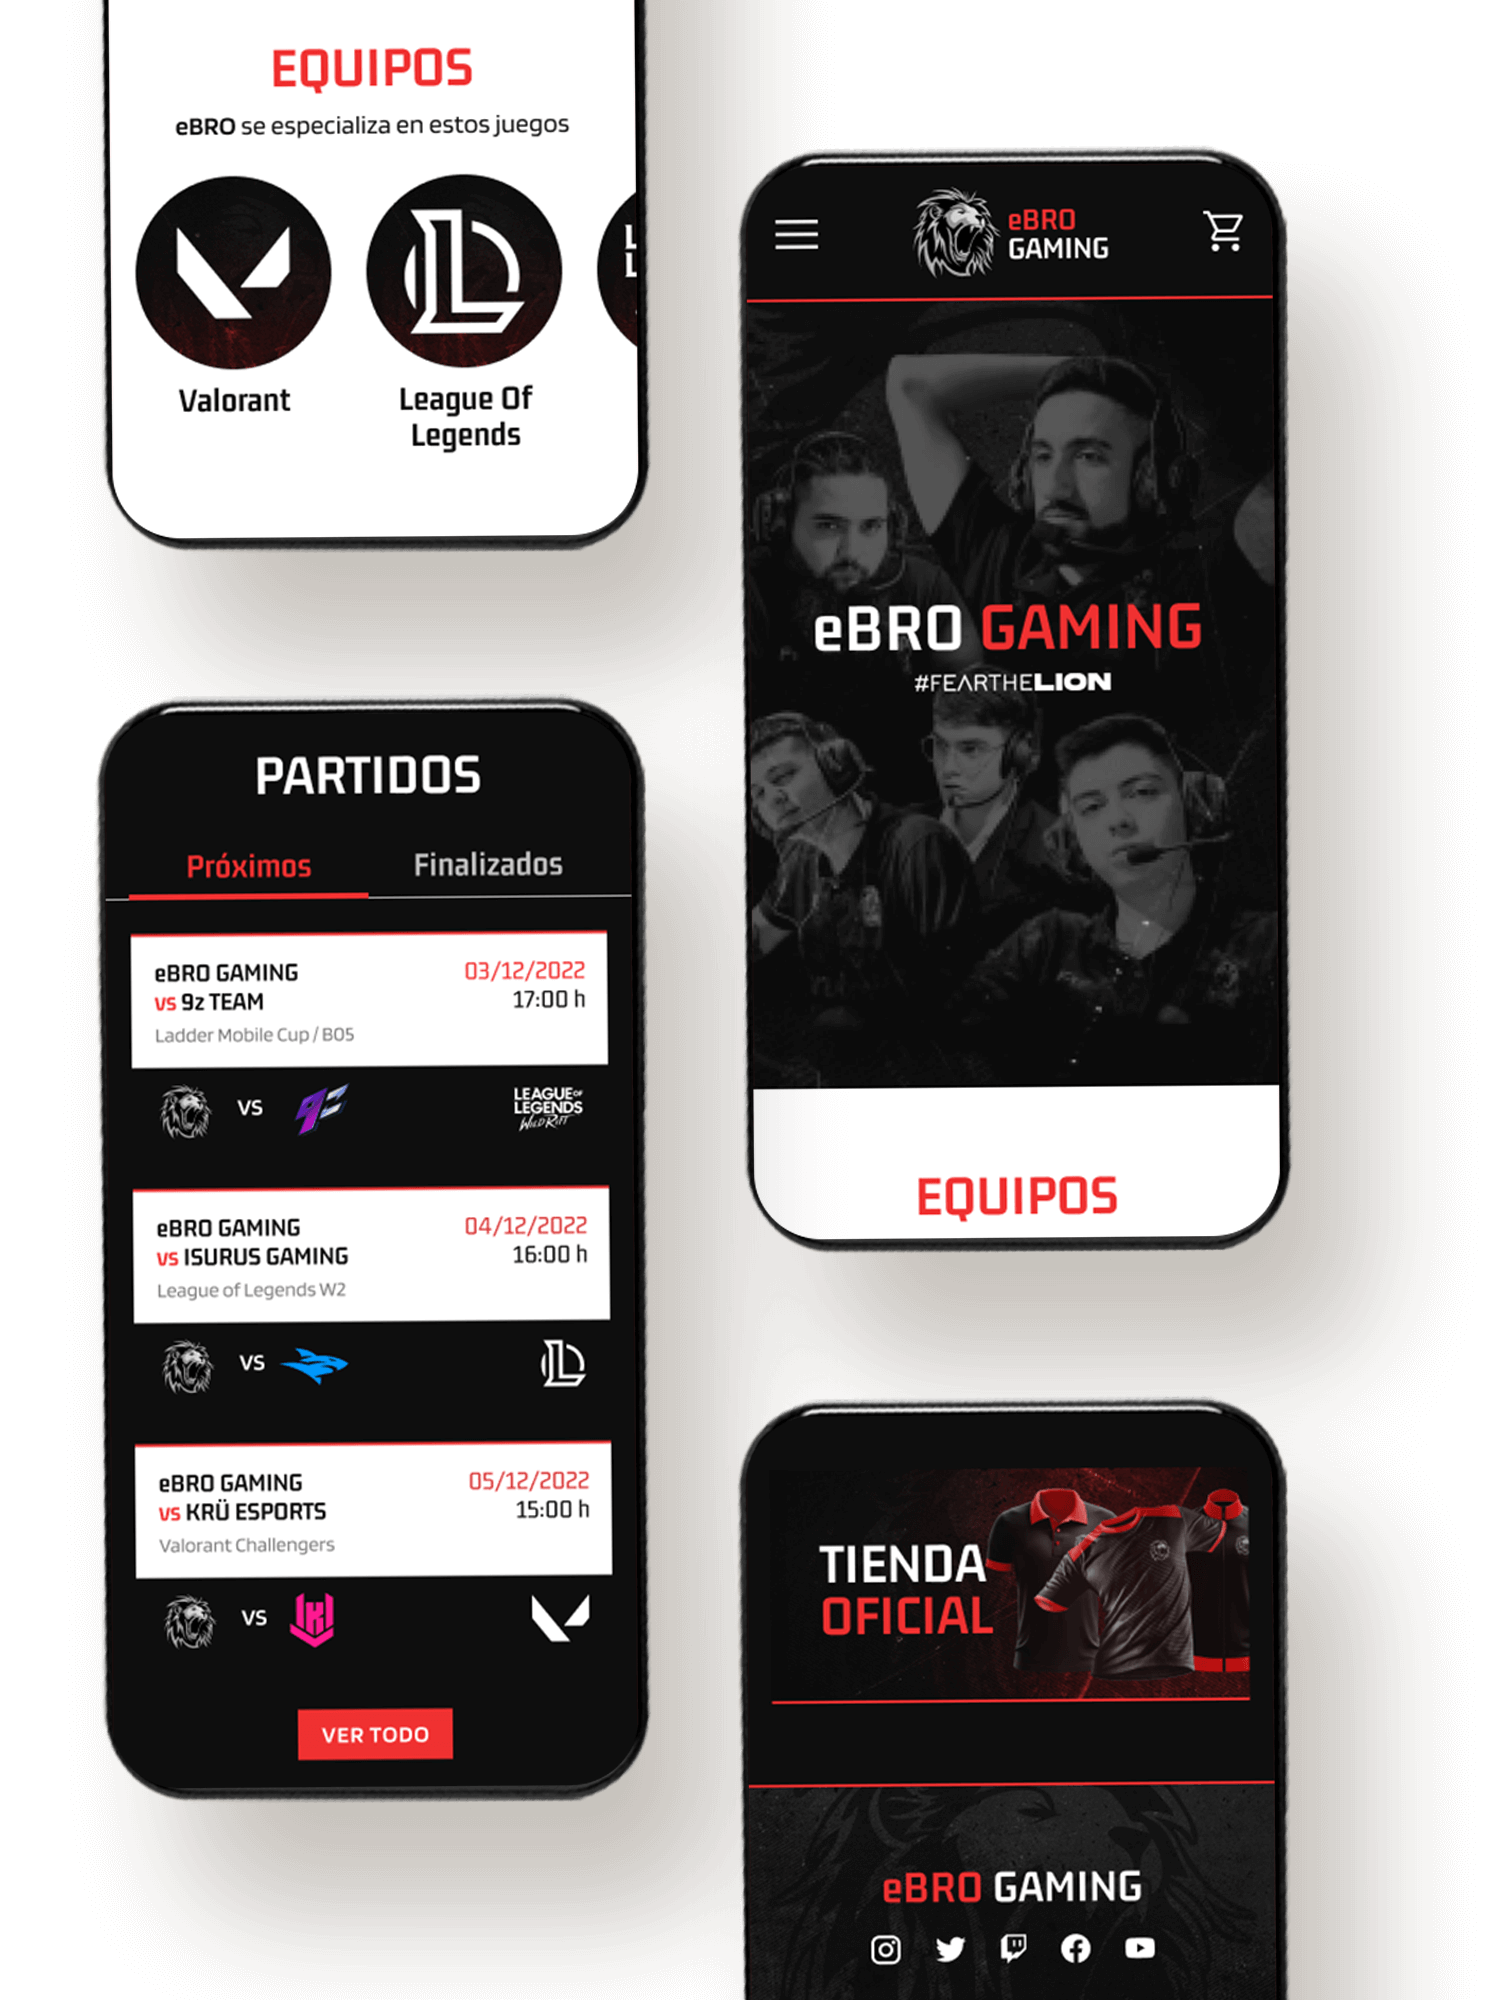 EQUIPOS
eBRO se especializa en estos juegos
Valorant
League Of
Legends
PARTIDOS
Próximos
Finalizados
eBRO GAMING
03/12/2022
vs 9z TEAM
17:00 h
Ladder Mobile Cup / BO5
VS
LEAGUE OF
LEGENDS
WILD RIFT
eBRO GAMING
04/12/2022
vs ISURUS GAMING
16:00 h
League of Legends W2
VS
eBRO GAMING
05/12/2022
vs KRÜ ESPORTS
15:00 h
Valorant Challengers
VS
VER TODO
eBRO
GAMING
eBRO GAMING
#FEARTHELION
EQUIPOS
TIENDA
OFICIAL
eBRO GAMING